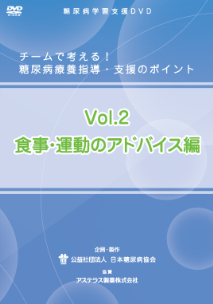 DVD
VIDEO
糖尿病学習支援DVD
チームで考える！
糖尿病療養指導・支援のポイント
Vol.2
食事・運動のアドバイス編
企画・製作
公益社団法人 日本糖尿病協会
協賛
アステラス製薬株式会社